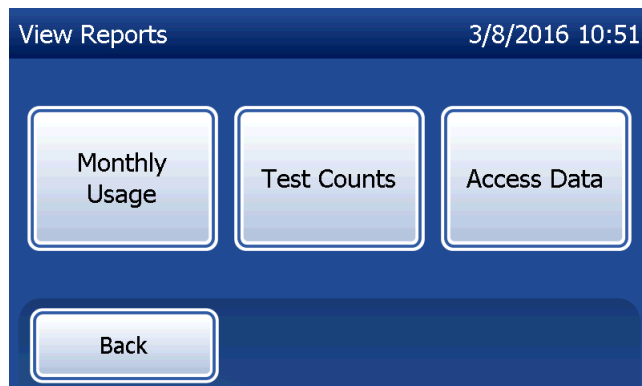 View Reports 3/8/2016 10:51
Monthly
Usage
Test Counts
Access Data
Back